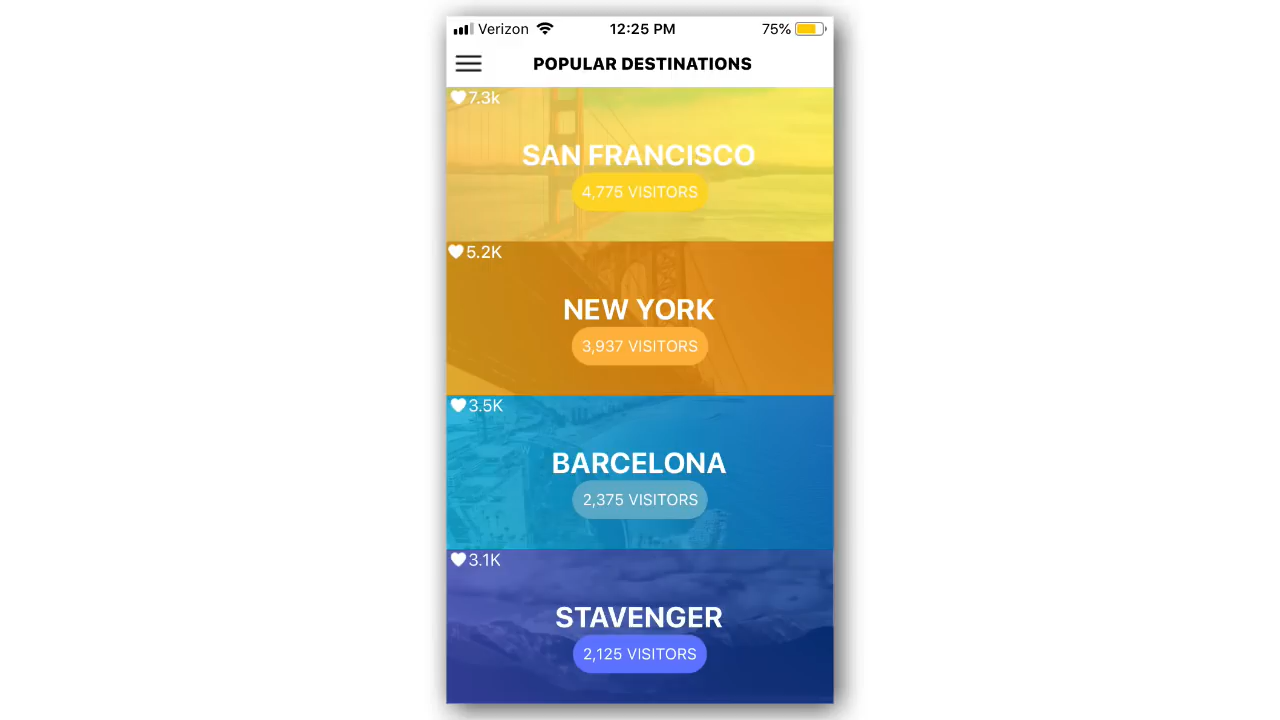 Verizon 12:25 PM 75%
POPULAR DESTINATIONS
7.3k
SAN FRANCISCO
4,775 VISITORS
5.2K
NEW YORK
3,937 VISITORS
3.5K
BARCELONA
2,375 VISITORS
3.1K
STAVENGER
2,125 VISITORS